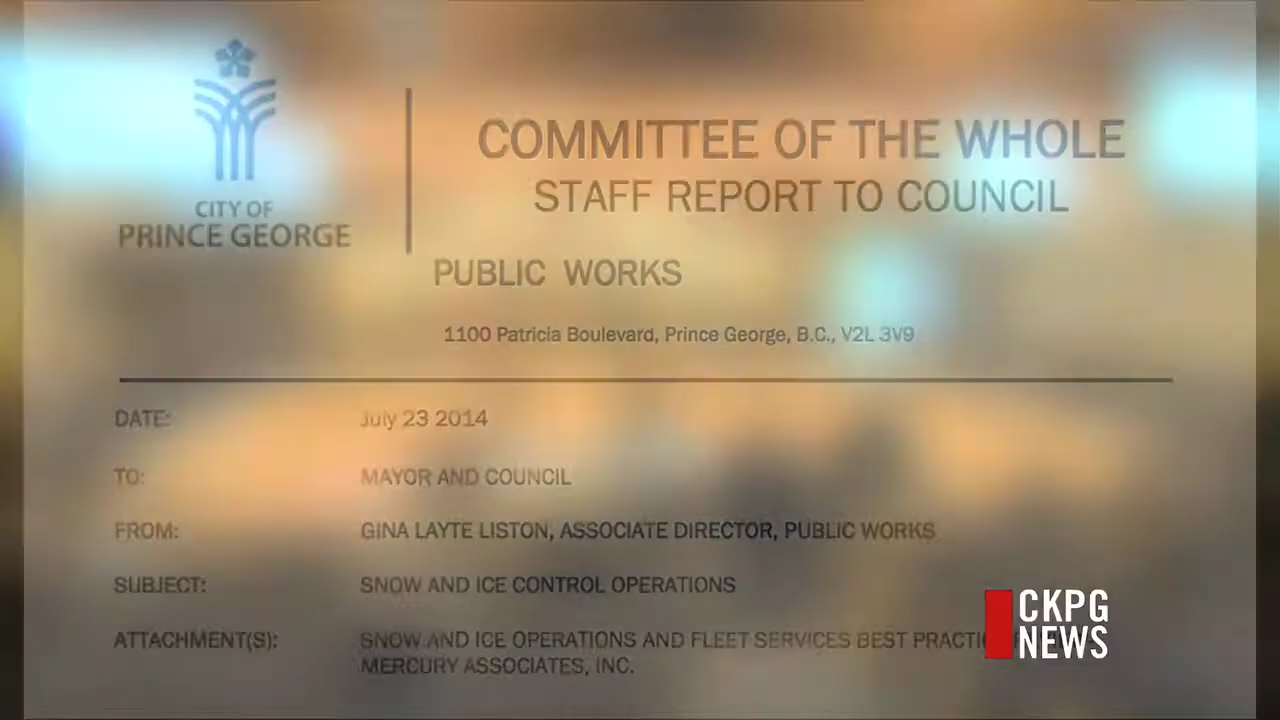 CITY OF
PRINCE GEORGE
COMMITTEE OF THE WHOLE
STAFF REPORT TO COUNCIL
PUBLIC WORKS
1100 Patricia Boulevard, Prince George, B.C., V2L 3V9
DATE: July 23 2014
TO: MAYOR AND COUNCIL
FROM: GINA LAYTE LISTON, ASSOCIATE DIRECTOR, PUBLIC WORKS
SUBJECT: SNOW AND ICE CONTROL OPERATIONS
ATTACHMENT(S): SNOW AND ICE OPERATIONS AND FLEET SERVICES BEST
MERCURY ASSOCIATES, INC.
CKPG
NEWS